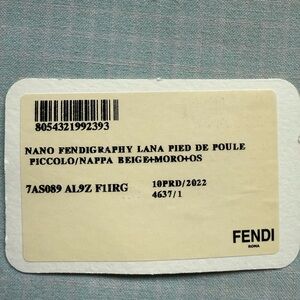 8054321992393
NANO FENDIGRAPHY LANA PIED DE POULE
PICCOLO/NAPPA BEIGE+MORO+OS
7AS089 AL9Z F1IRG
10PRD/2022
4637/1
FENDI
ROMA